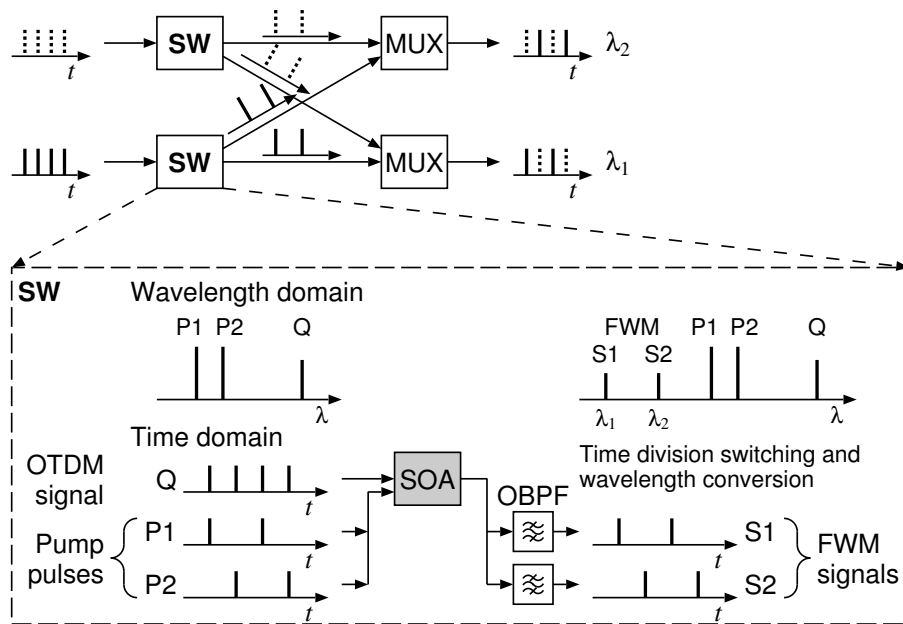 SW MUX λ2
t t
SW MUX λ1
t t
SW Wavelength domain
P1 P2 Q
λ
FWM P1 P2 Q
S1 S2
λ1 λ2 λ
Time domain
Time division switching and
wavelength conversion
OTDM
signal
Q
t
SOA
OBPF
Pump
pulses
P1
t
P2
t
S1
t
S2
t
FWM
signals